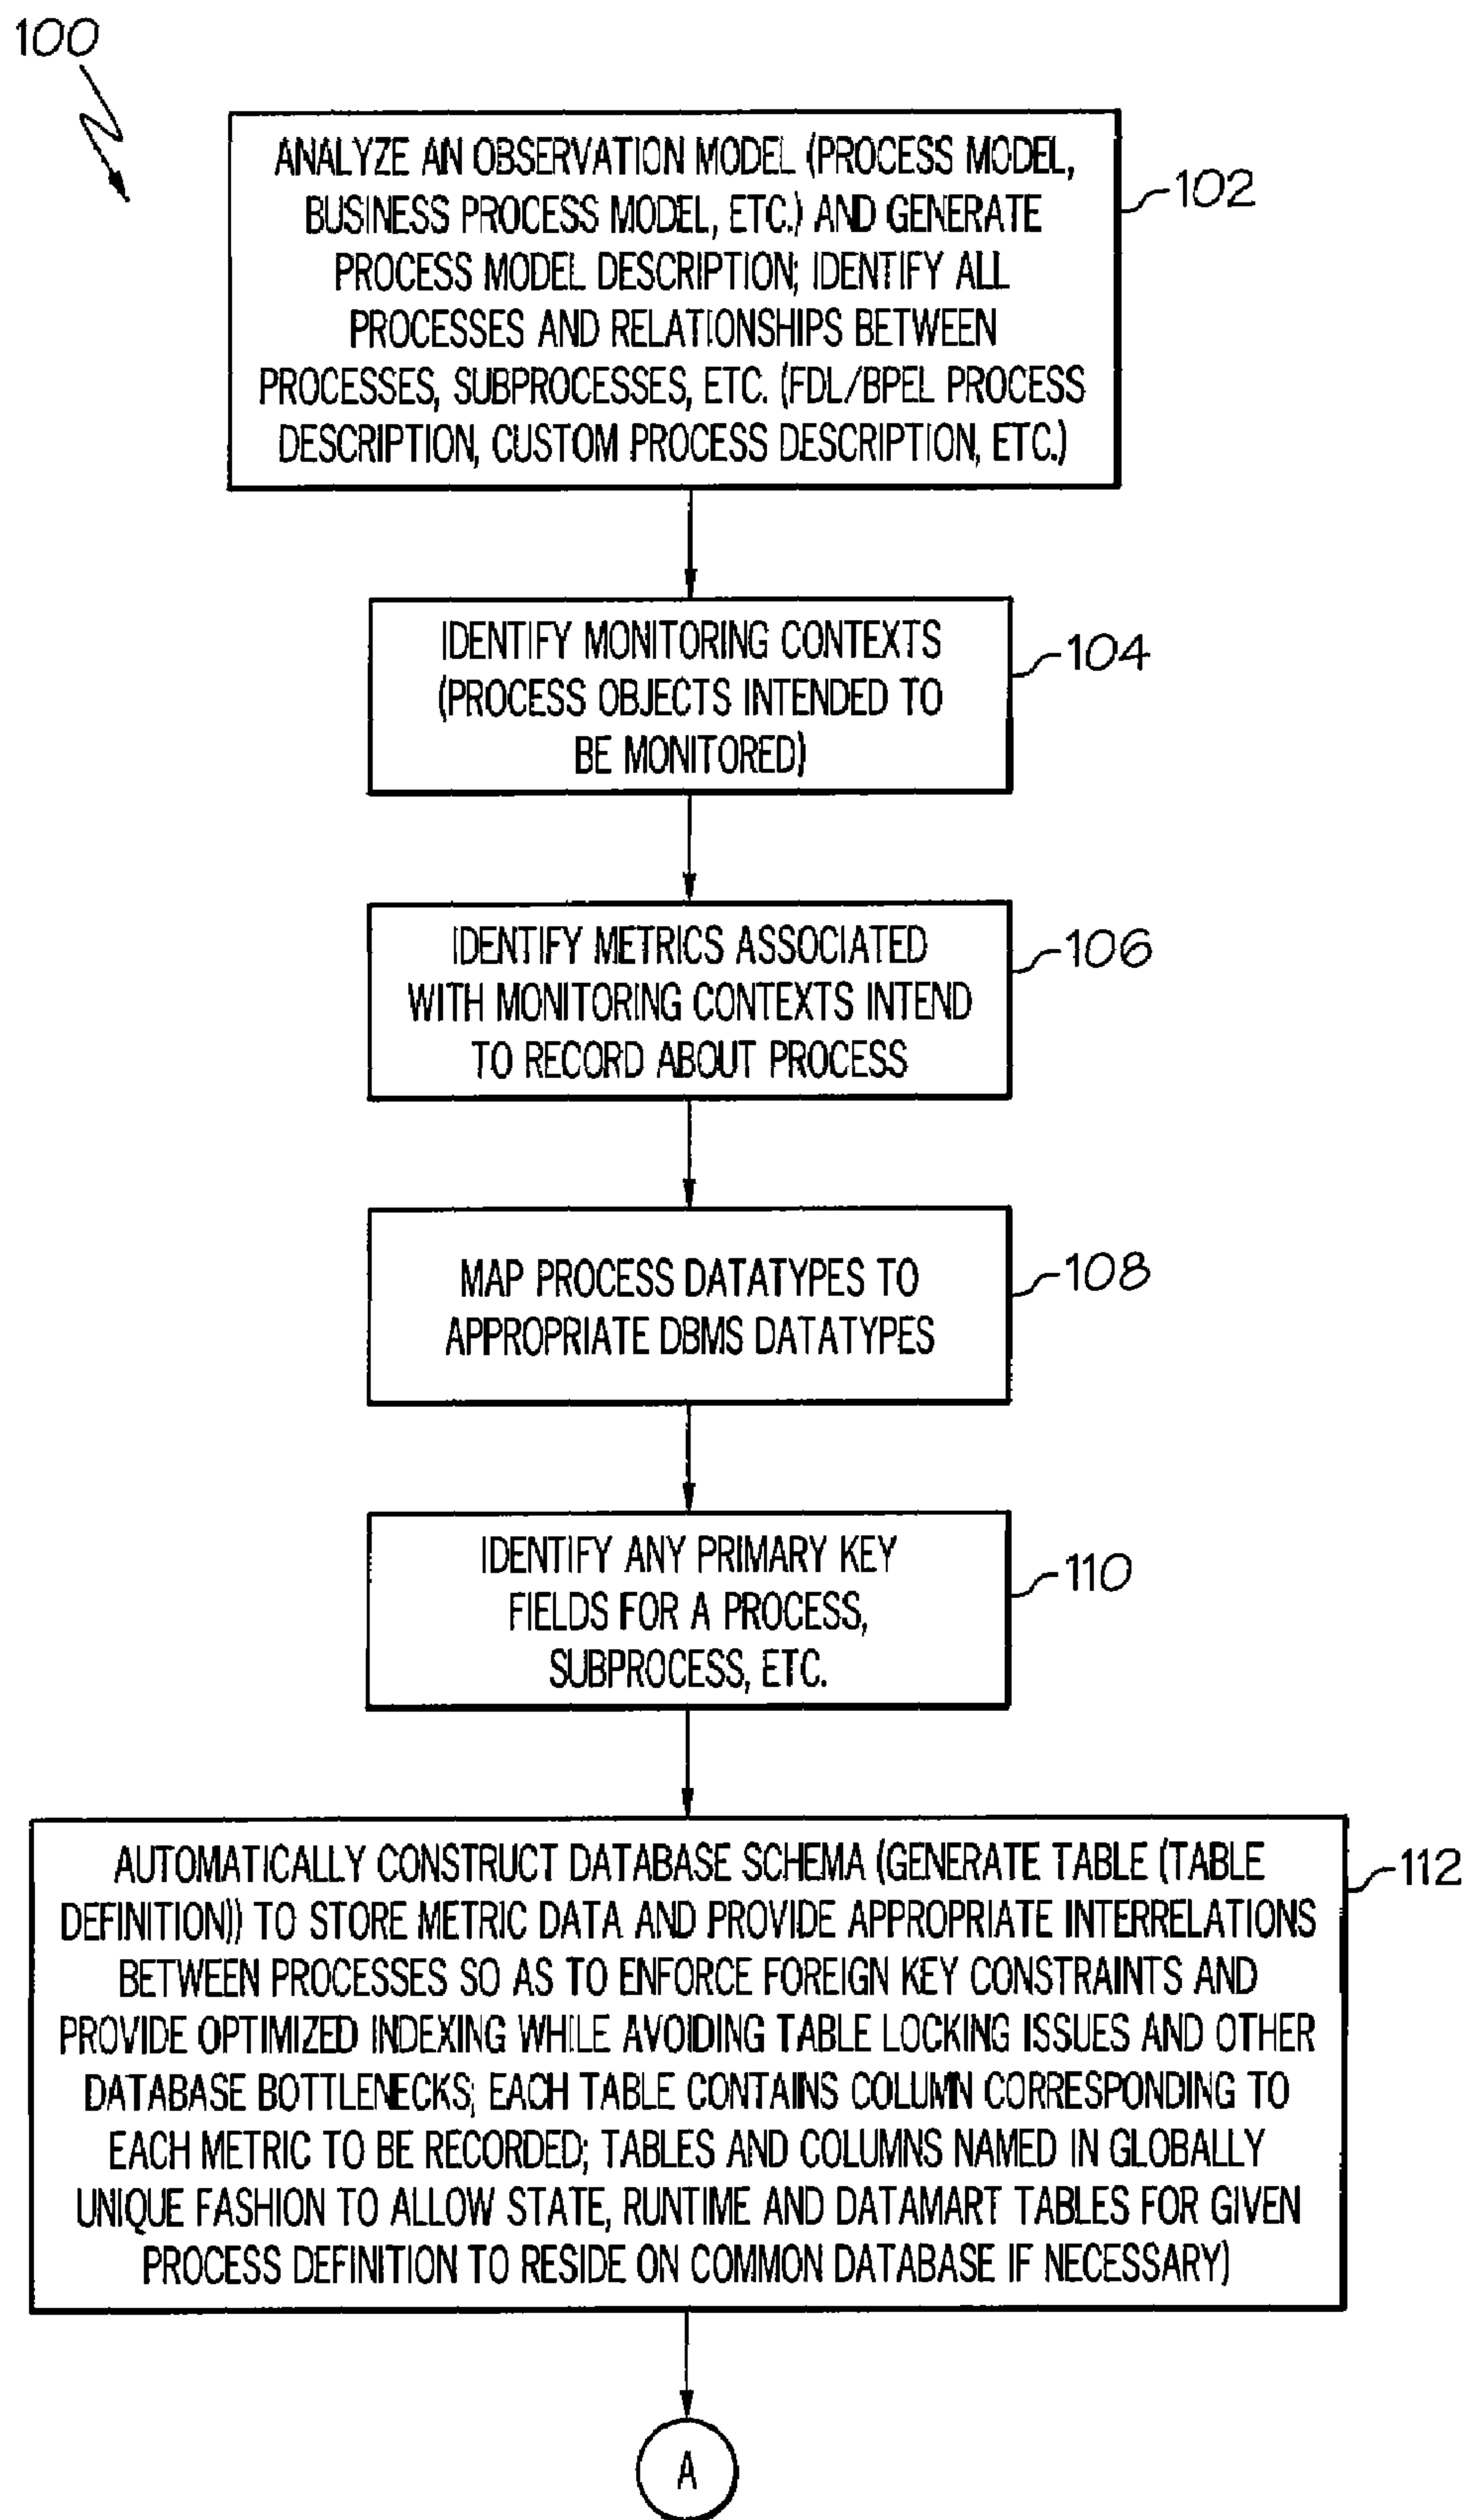 100
ANALYZE AN OBSERVATION MODEL (PROCESS MODEL,
BUSINESS PROCESS MODEL, ETC.) AND GENERATE
PROCESS MODEL DESCRIPTION; IDENTIFY ALL
PROCESSES AND RELATIONSHIPS BETWEEN
PROCESSES, SUBPROCESSES, ETC. (FDL/BPEL PROCESS
DESCRIPTION, CUSTOM PROCESS DESCRIPTION, ETC.)
102
IDENTIFY MONITORING CONTEXTS
(PROCESS OBJECTS INTENDED TO
BE MONITORED)
104
IDENTIFY METRICS ASSOCIATED
WITH MONITORING CONTEXTS INTEND
TO RECORD ABOUT PROCESS
106
MAP PROCESS DATATYPES TO
APPROPRIATE DBMS DATATYPES
108
IDENTIFY ANY PRIMARY KEY
FIELDS FOR A PROCESS,
SUBPROCESS, ETC.
110
AUTOMATICALLY CONSTRUCT DATABASE SCHEMA (GENERATE TABLE (TABLE
DEFINITION)) TO STORE METRIC DATA AND PROVIDE APPROPRIATE INTERRELATIONS
BETWEEN PROCESSES SO AS TO ENFORCE FOREIGN KEY CONSTRAINTS AND
PROVIDE OPTIMIZED INDEXING WHILE AVOIDING TABLE LOCKING ISSUES AND OTHER
DATABASE BOTTLENECKS; EACH TABLE CONTAINS COLUMN CORRESPONDING TO
EACH METRIC TO BE RECORDED; TABLES AND COLUMNS NAMED IN GLOBALLY
UNIQUE FASHION TO ALLOW STATE, RUNTIME AND DATAMART TABLES FOR GIVEN
PROCESS DEFINITION TO RESIDE ON COMMON DATABASE IF NECESSARY)
112
A